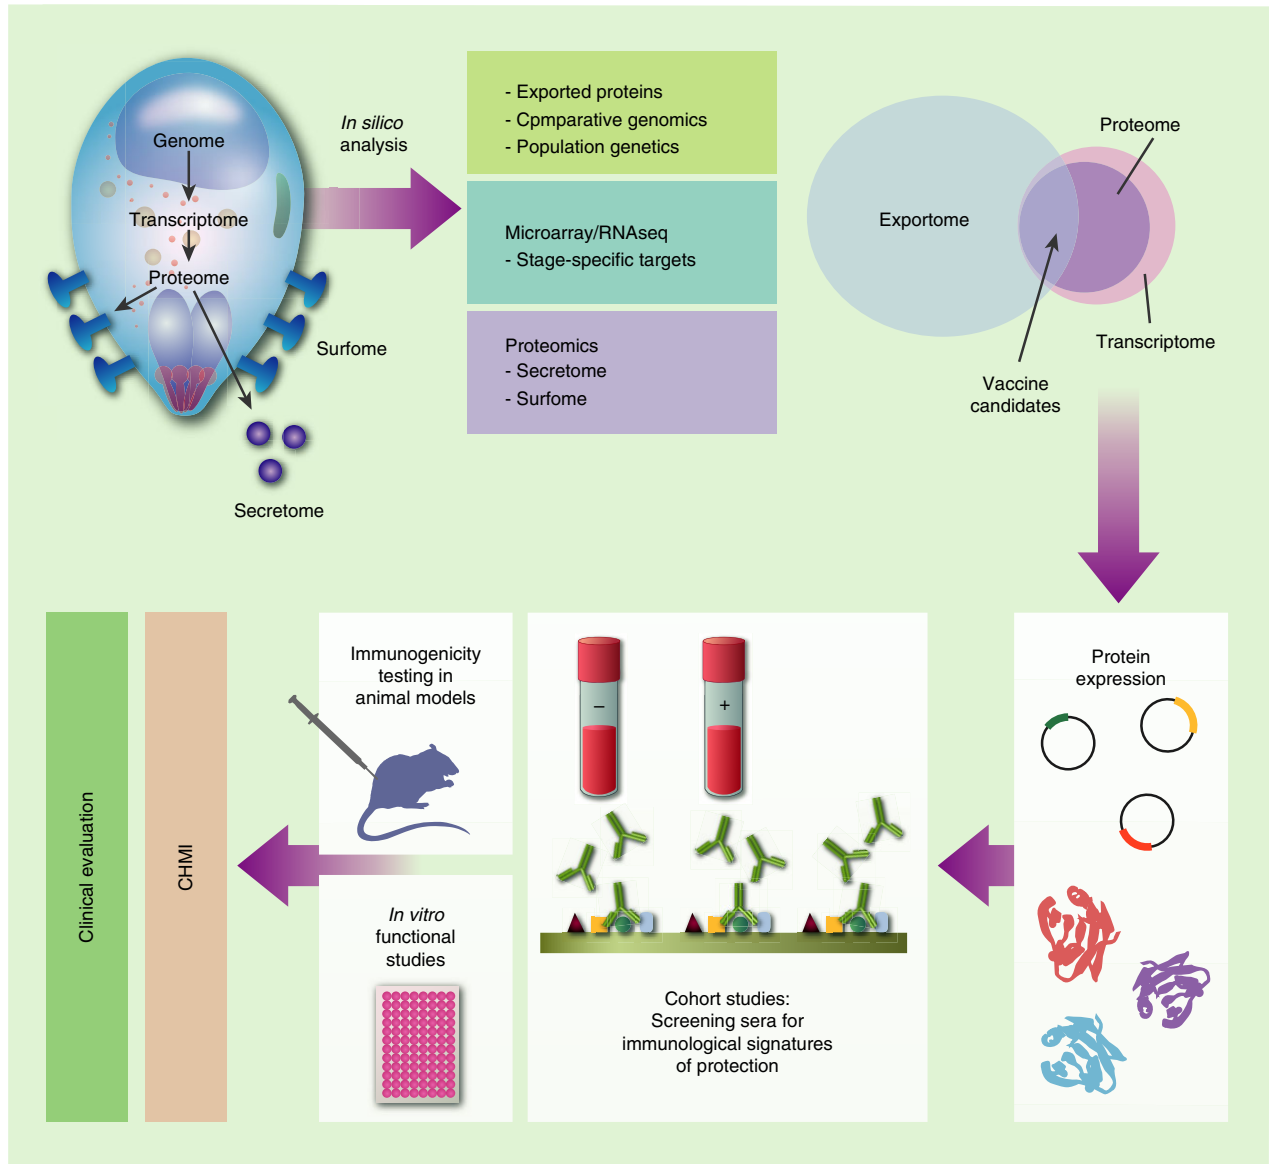 Genome
Transcriptome
Proteome
Surfome
Secretome
In silico
analysis
- Exported proteins
- Cpmparative genomics
- Population genetics
Microarray/RNAseq
- Stage-specific targets
Proteomics
- Secretome
- Surfome
Exportome
Proteome
Transcriptome
Vaccine
candidates
Protein
expression
–
+
Cohort studies:
Screening sera for
immunological signatures
of protection
Immunogenicity
testing in
animal models
In vitro
functional
studies
CHMI
Clinical evaluation